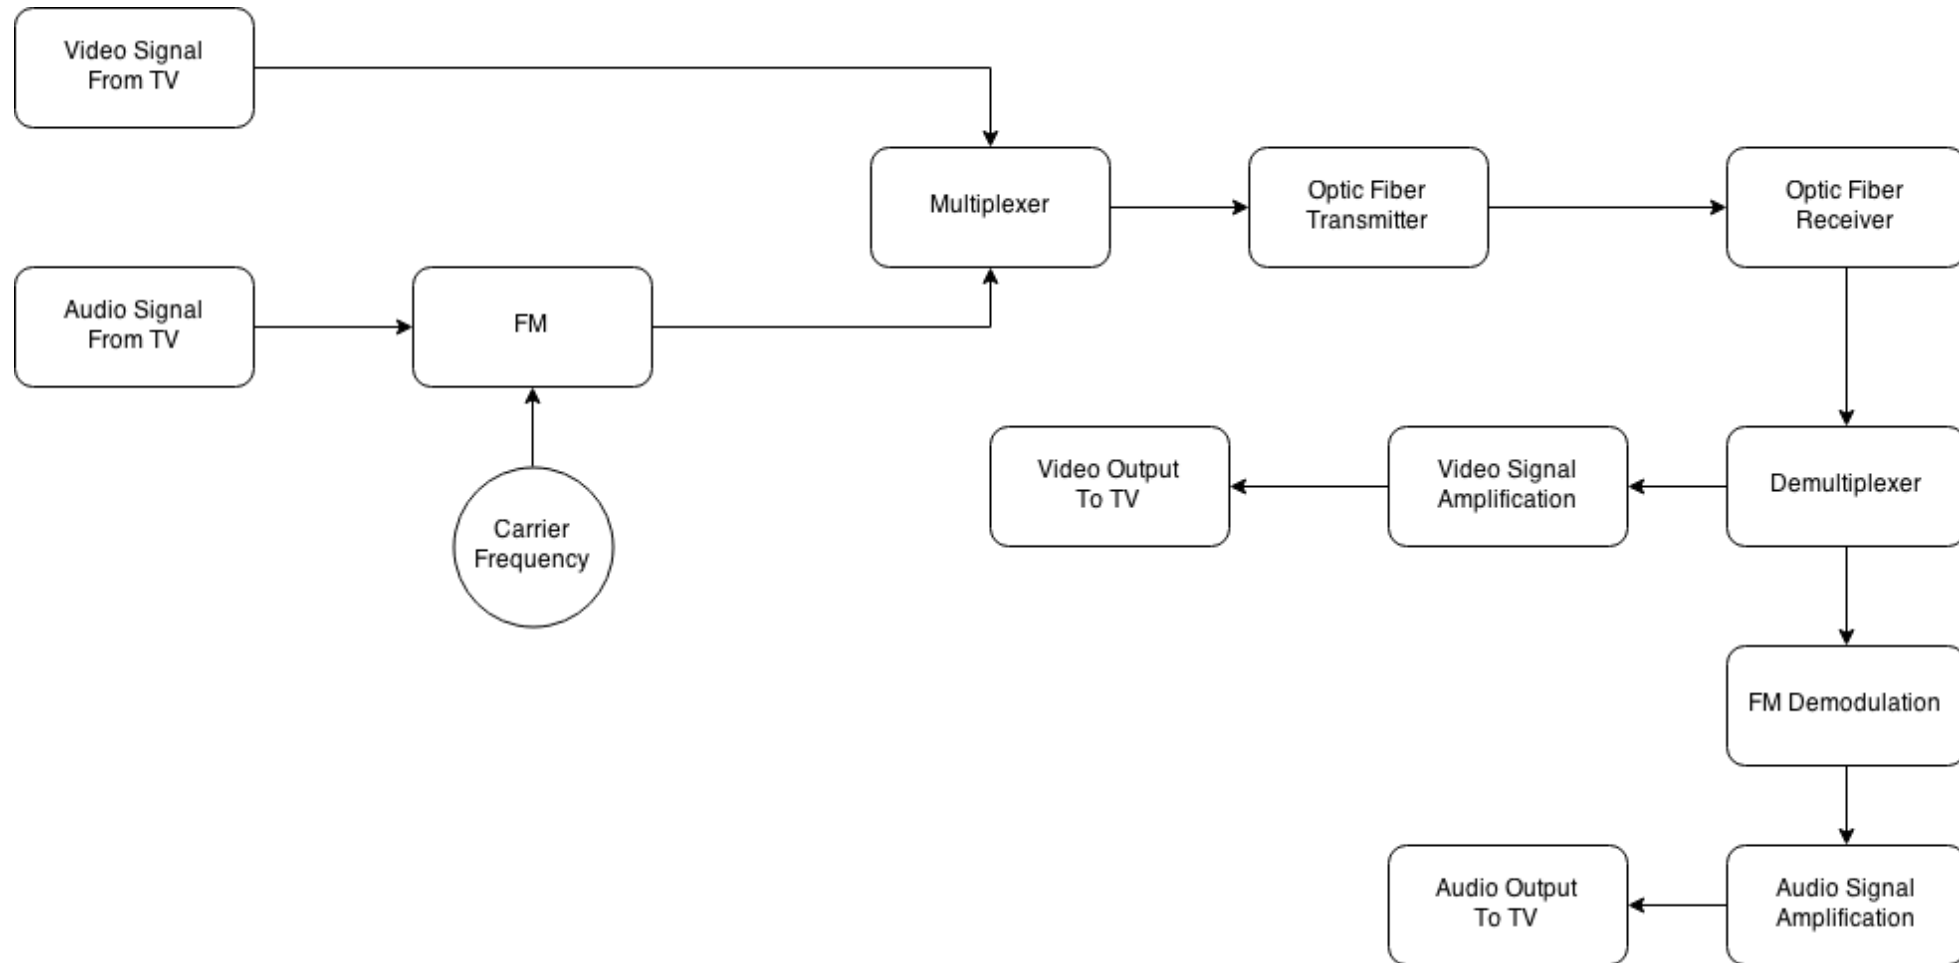 Video Signal
From TV
Multiplexer
Optic Fiber
Transmitter
Optic Fiber
Receiver
Audio Signal
From TV
FM
Carrier
Frequency
Video Output
To TV
Video Signal
Amplification
Demultiplexer
FM Demodulation
Audio Output
To TV
Audio Signal
Amplification